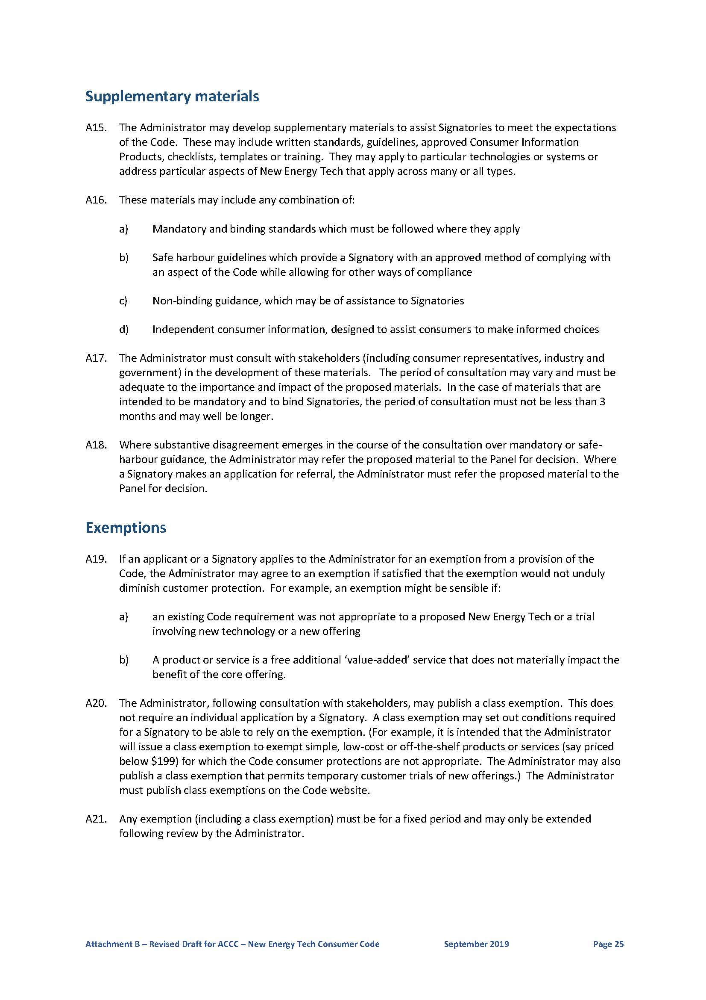 Supplementary materials
A15. The Administrator may develop supplementary materials to assist Signatories to meet the expectations
of the Code.  These may include written standards, guidelines, approved Consumer Information
Products, checklists, templates or training.  They may apply to particular technologies or systems or
address particular aspects of New Energy Tech that apply across many or all types.
A16. These materials may include any combination of:
a) Mandatory and binding standards which must be followed where they apply
b) Safe harbour guidelines which provide a Signatory with an approved method of complying with
an aspect of the Code while allowing for other ways of compliance
c) Non-binding guidance, which may be of assistance to Signatories
d) Independent consumer information, designed to assist consumers to make informed choices
A17. The Administrator must consult with stakeholders (including consumer representatives, industry and
government) in the development of these materials.   The period of consultation may vary and must be
adequate to the importance and impact of the proposed materials.  In the case of materials that are
intended to be mandatory and to bind Signatories, the period of consultation must not be less than 3
months and may well be longer.
A18. Where substantive disagreement emerges in the course of the consultation over mandatory or safe-
harbour guidance, the Administrator may refer the proposed material to the Panel for decision.  Where
a Signatory makes an application for referral, the Administrator must refer the proposed material to the
Panel for decision.
Exemptions
A19. If an applicant or a Signatory applies to the Administrator for an exemption from a provision of the
Code, the Administrator may agree to an exemption if satisfied that the exemption would not unduly
diminish customer protection.  For example, an exemption might be sensible if:
a) an existing Code requirement was not appropriate to a proposed New Energy Tech or a trial
involving new technology or a new offering
b) A product or service is a free additional ‘value-added’ service that does not materially impact the
benefit of the core offering.
A20. The Administrator, following consultation with stakeholders, may publish a class exemption.  This does
not require an individual application by a Signatory.  A class exemption may set out conditions required
for a Signatory to be able to rely on the exemption. (For example, it is intended that the Administrator
will issue a class exemption to exempt simple, low-cost or off-the-shelf products or services (say priced
below $199) for which the Code consumer protections are not appropriate.  The Administrator may also
publish a class exemption that permits temporary customer trials of new offerings.)  The Administrator
must publish class exemptions on the Code website.
A21. Any exemption (including a class exemption) must be for a fixed period and may only be extended
following review by the Administrator.
Attachment B – Revised Draft for ACCC – New Energy Tech Consumer Code September 2019 Page 25